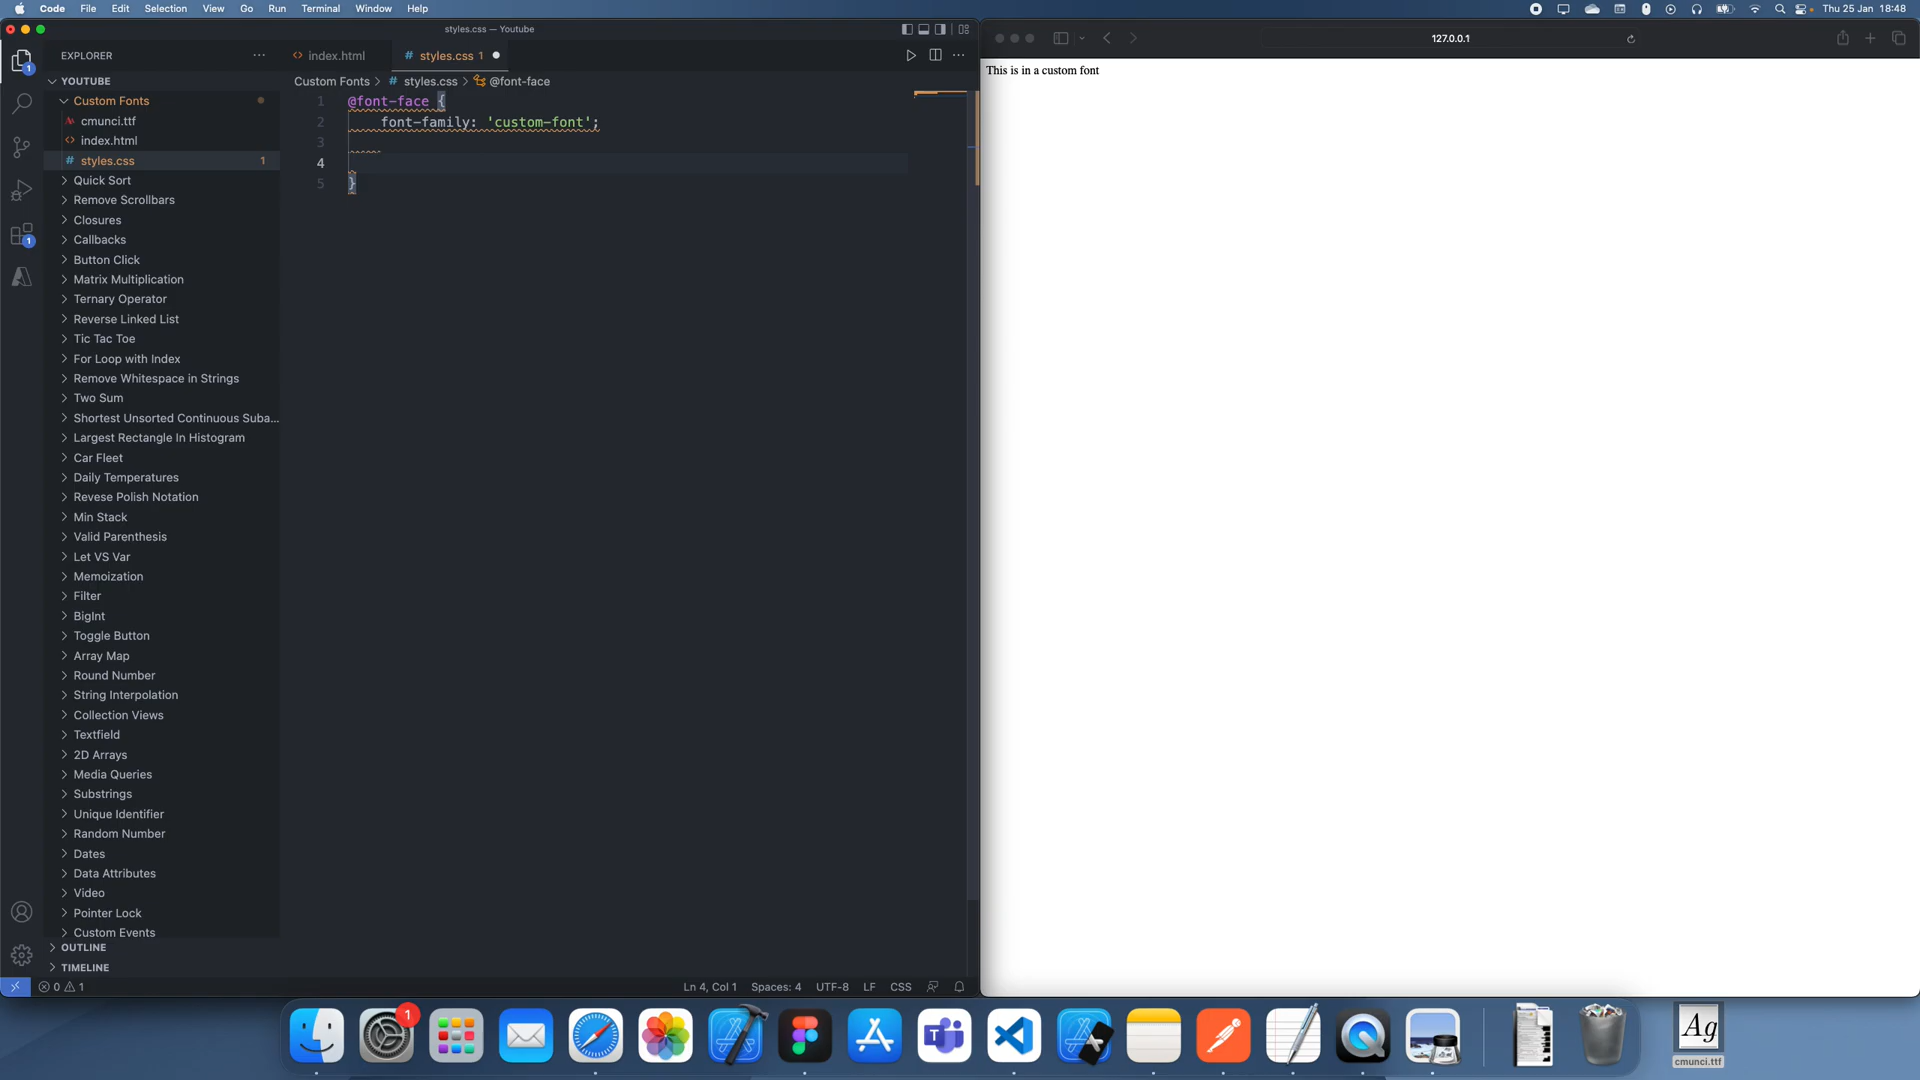 Code File Edit Selection View Go Run Terminal Window Help Thu 25 Jan 18:48
styles.css — Youtube
127.0.0.1
EXPLORER
index.html
styles.css 1
YOUTUBE
Custom Fonts
cmunci.ttf
index.html
styles.css 1
Quick Sort
Remove Scrollbars
Closures
Callbacks
Button Click
Matrix Multiplication
Ternary Operator
Reverse Linked List
Tic Tac Toe
For Loop with Index
Remove Whitespace in Strings
Two Sum
Shortest Unsorted Continuous Suba...
Largest Rectangle In Histogram
Car Fleet
Daily Temperatures
Revese Polish Notation
Min Stack
Valid Parenthesis
Let VS Var
Memoization
Filter
BigInt
Toggle Button
Array Map
Round Number
String Interpolation
Collection Views
Textfield
2D Arrays
Media Queries
Substrings
Unique Identifier
Random Number
Dates
Data Attributes
Video
Pointer Lock
Custom Events
OUTLINE
TIMELINE
Custom Fonts > styles.css > @font-face
1 @font-face {
2 font-family: 'custom-font';
3
4
5 }
This is in a custom font
0 1
Ln 4, Col 1 Spaces: 4 UTF-8 LF CSS
1
1
1
Ag
cmunci.ttf